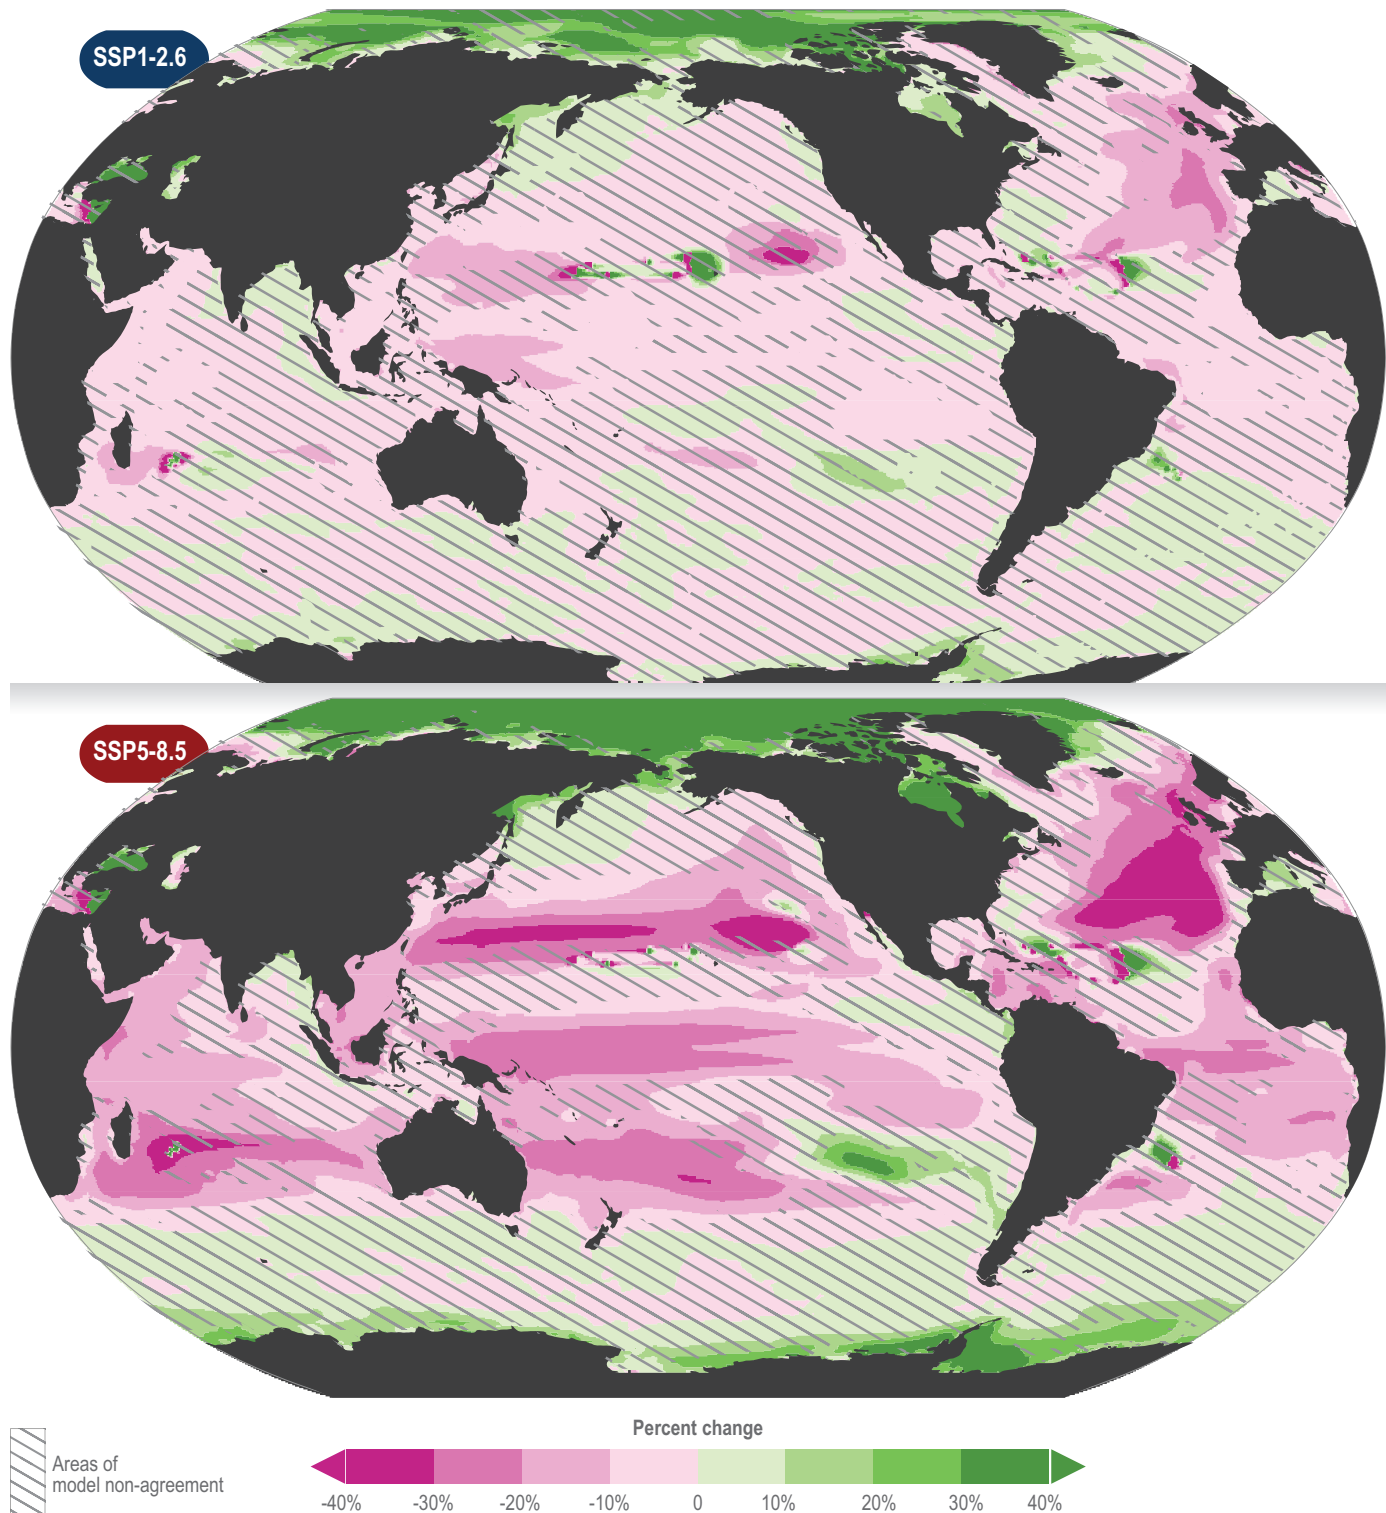 SSP1-2.6
SSP5-8.5
Percent change
Areas of
model non-agreement
-40% -30% -20% -10% 0 10% 20% 30% 40%